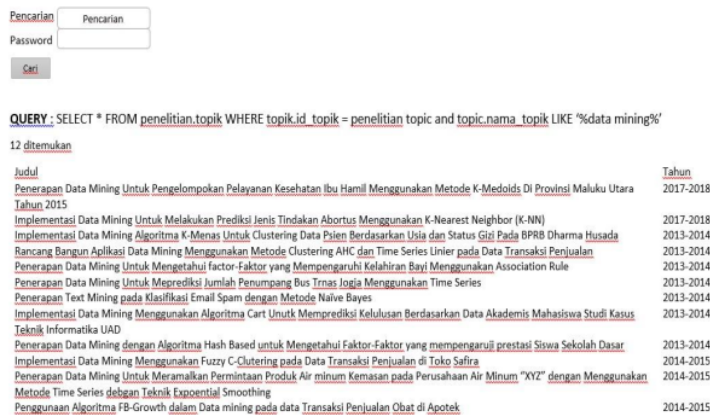 Pencarian Pencarian
Password
Cari
QUERY : SELECT * FROM penelitian.topik WHERE topik.id_topik = penelitian topic and topic.nama_topik LIKE ‘%data mining%’
12 ditemukan
Judul Tahun
Penerapan Data Mining Untuk Pengelompokan Pelayanan Kesehatan Ibu Hamil Menggunakan Metode K-Medoids Di Provinsi Maluku Utara 2017-2018
Tahun 2015
Implementasi Data Mining Untuk Melakukan Prediksi Jenis Tindakan Abortus Menggunakan K-Nearest Neighbor (K-NN) 2017-2018
Implementasi Data Mining Algoritma K-Menas Untuk Clustering Data Psien Berdasarkan Usia dan Status Gizi Pada BPRB Dharma Husada 2013-2014
Rancang Bangun Aplikasi Data Mining Menggunakan Metode Clustering AHC dan Time Series Linier pada Data Transaksi Penjualan 2013-2014
Penerapan Data Mining Untuk Mengetahui factor-Faktor yang Mempengaruhi Kelahiran Bayi Menggunakan Association Rule 2013-2014
Penerapan Data Mining Untuk Meprediksi Jumlah Penumpang Bus Trnas Jogja Menggunakan Time Series 2013-2014
Penerapan Text Mining pada Klasifikasi Email Spam dengan Metode Naïve Bayes 2013-2014
Implementasi Data Mining Menggunakan Algoritma Cart Unutk Memprediksi Kelulusan Berdasarkan Data Akademis Mahasiswa Studi Kasus 2013-2014
Teknik Informatika UAD
Penerapan Data Mining dengan Algoritma Hash Based untuk Mengetahui Faktor-Faktor yang mempengaruji prestasi Siswa Sekolah Dasar 2013-2014
Implementasi Data Mining Menggunakan Fuzzy C-Clutering pada Data Transaksi Penjualan di Toko Safira 2014-2015
Penerapan Data Mining Untuk Meramalkan Permintaan Produk Air minum Kemasan pada Perusahaan Air Minum “XYZ” dengan Menggunakan 2014-2015
Metode Time Series debgan Teknik Expoential Smoothing
Penggunaan Algoritma FB-Growth dalam Data mining pada data Transaksi Penjualan Obat di Apotek 2014-2015